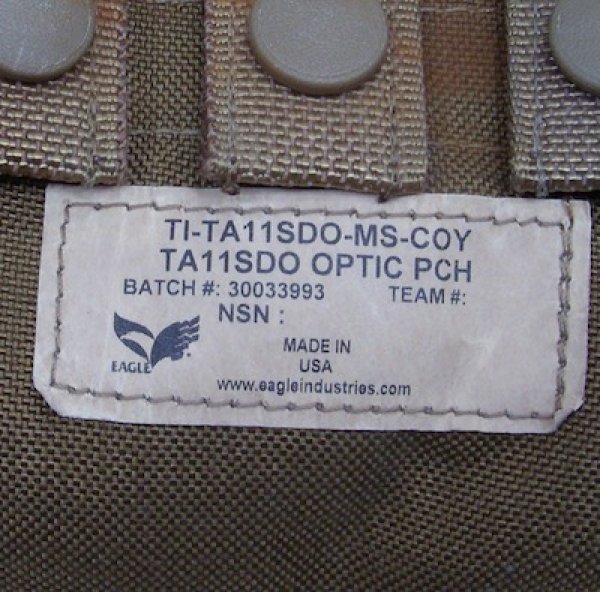 TI-TA11SDO-MS-COY
TA11SDO OPTIC PCH
BATCH #: 30033993 TEAM #:
NSN :
MADE IN
USA
EAGLE
www.eagleindustries.com